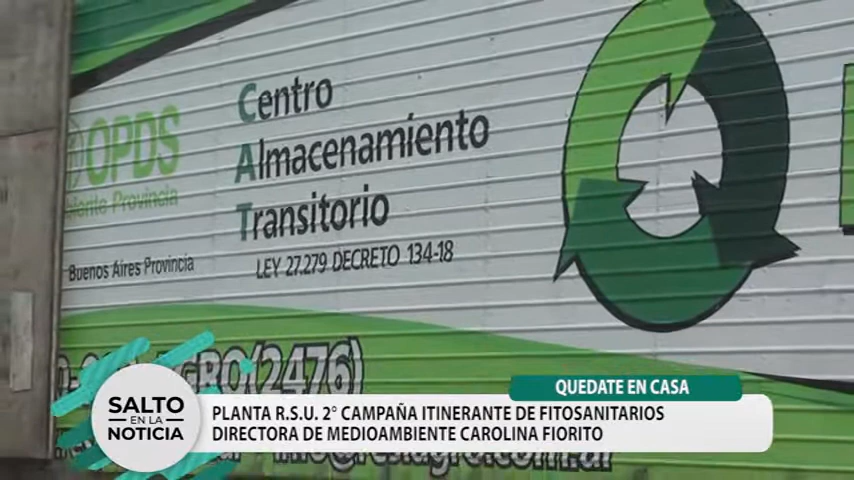 OPDS
Buenos Aires Provincia
Centro
Almacenamiento
Transitorio
LEY 27.279 DECRETO 134-18
AGRO(2476)
QUEDATE EN CASA
SALTO
EN LA
NOTICIA
PLANTA R.S.U. 2° CAMPAÑA ITINERANTE DE FITOSANITARIOS
DIRECTORA DE MEDIOAMBIENTE CAROLINA FIORITO